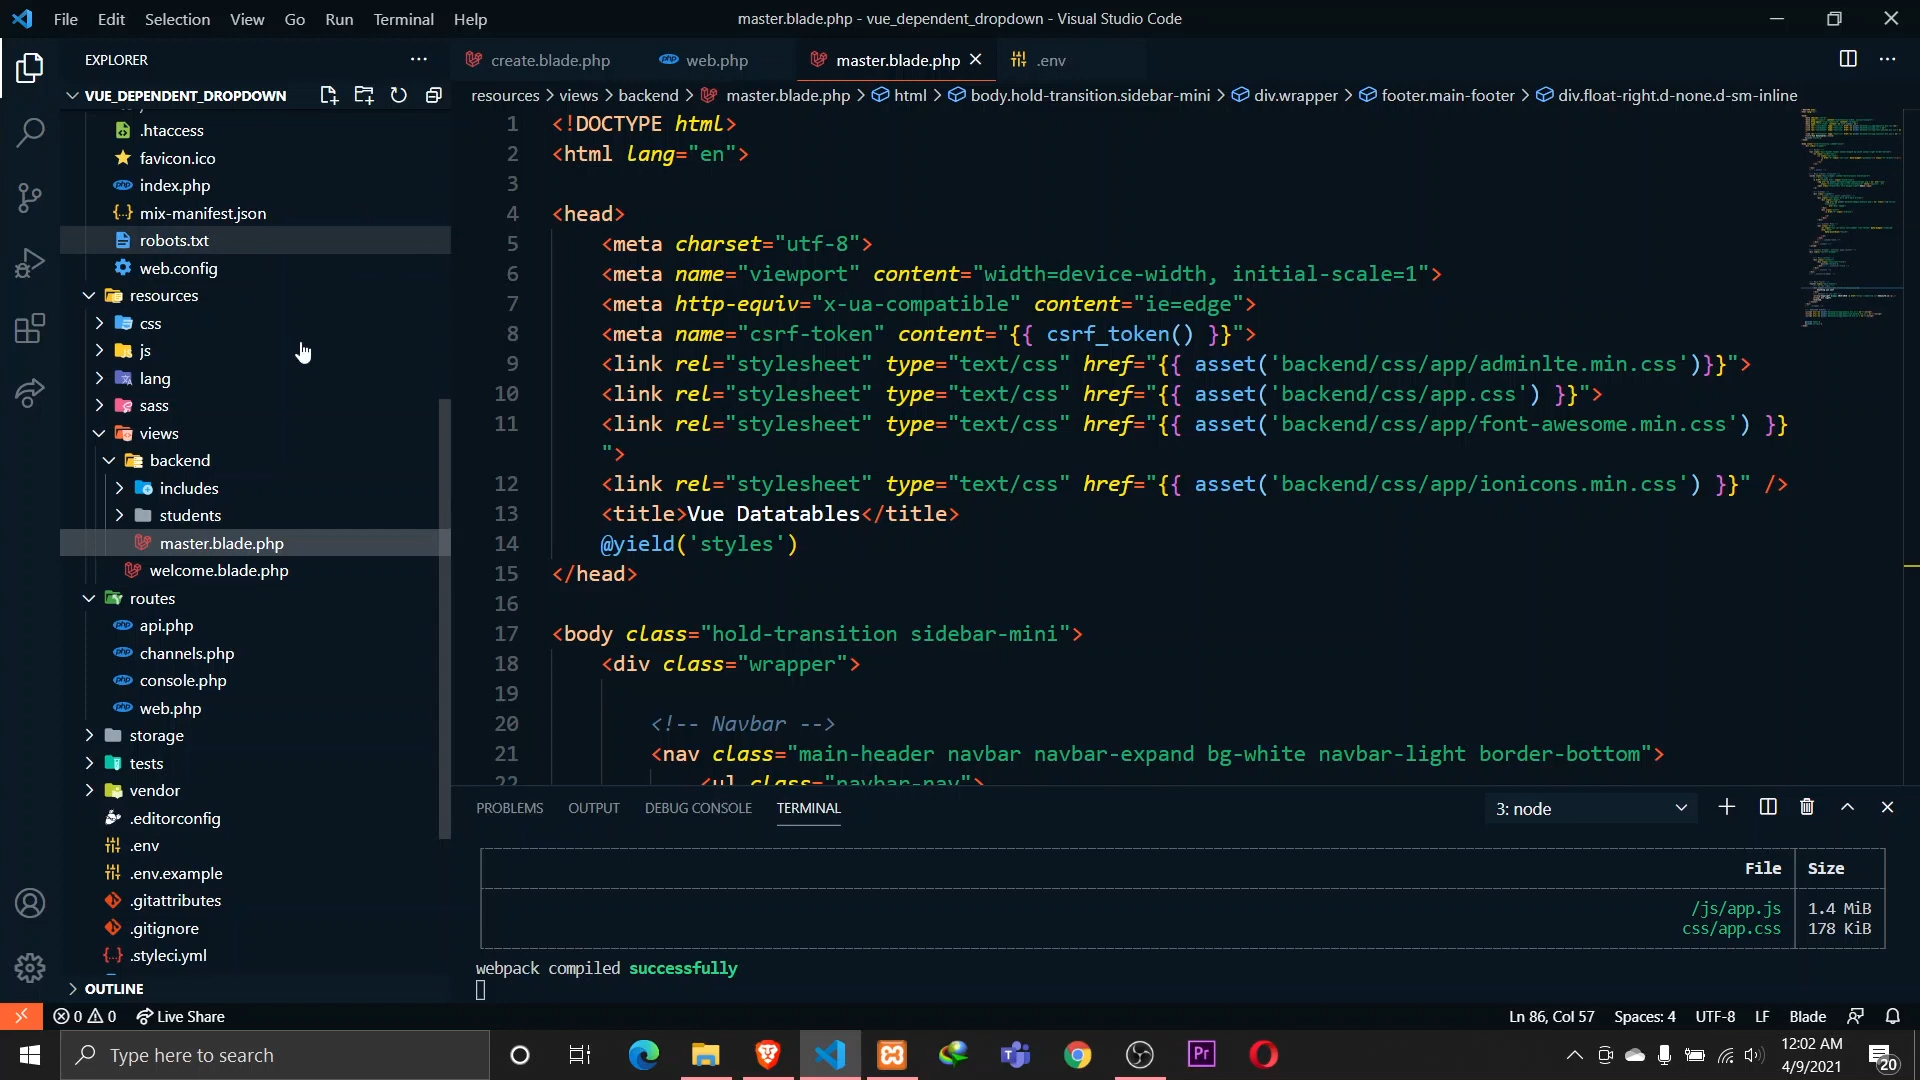 File Edit Selection View Go Run Terminal Help
master.blade.php - vue_dependent_dropdown - Visual Studio Code
EXPLORER
VUE_DEPENDENT_DROPDOWN
.htaccess
favicon.ico
index.php
mix-manifest.json
robots.txt
web.config
resources
css
js
lang
sass
views
backend
includes
students
master.blade.php
welcome.blade.php
routes
api.php
channels.php
console.php
web.php
storage
tests
vendor
.editorconfig
.env
.env.example
.gitattributes
.gitignore
.styleci.yml
OUTLINE
create.blade.php
web.php
master.blade.php
.env
resources > views > backend > master.blade.php > html > body.hold-transition.sidebar-mini > div.wrapper > footer.main-footer > div.float-right.d-none.d-sm-inline
1 <!DOCTYPE html>
2 <html lang="en">
3
4 <head>
5 <meta charset="utf-8">
6 <meta name="viewport" content="width=device-width, initial-scale=1">
7 <meta http-equiv="x-ua-compatible" content="ie=edge">
8 <meta name="csrf-token" content="{{ csrf_token() }}">
9 <link rel="stylesheet" type="text/css" href="{{ asset('backend/css/app/adminlte.min.css')}}">
10 <link rel="stylesheet" type="text/css" href="{{ asset('backend/css/app.css') }}">
11 <link rel="stylesheet" type="text/css" href="{{ asset('backend/css/app/font-awesome.min.css') }}
">
12 <link rel="stylesheet" type="text/css" href="{{ asset('backend/css/app/ionicons.min.css') }}" />
13 <title>Vue Datatables</title>
14 @yield('styles')
15 </head>
16
17 <body class="hold-transition sidebar-mini">
18 <div class="wrapper">
19
20 <!-- Navbar -->
21 <nav class="main-header navbar navbar-expand bg-white navbar-light border-bottom">
22 <ul class="navbar-nav">
PROBLEMS OUTPUT DEBUG CONSOLE TERMINAL
3: node
File Size
/js/app.js 1.4 MiB
css/app.css 178 KiB
webpack compiled successfully
0 0 Live Share
Ln 86, Col 57 Spaces: 4 UTF-8 LF Blade
Type here to search
Pr
12:02 AM
4/9/2021
20